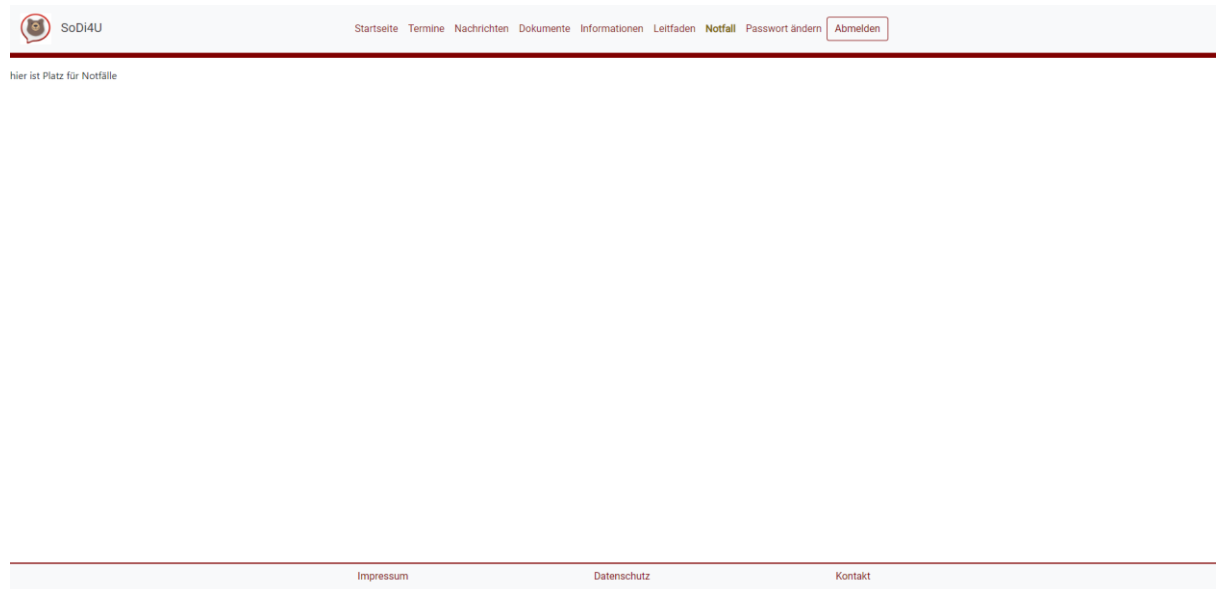 SoDi4U
Startseite Termine Nachrichten Dokumente Informationen Leitfaden Notfall Passwort ändern Abmelden
hier ist Platz für Notfälle
Impressum Datenschutz Kontakt